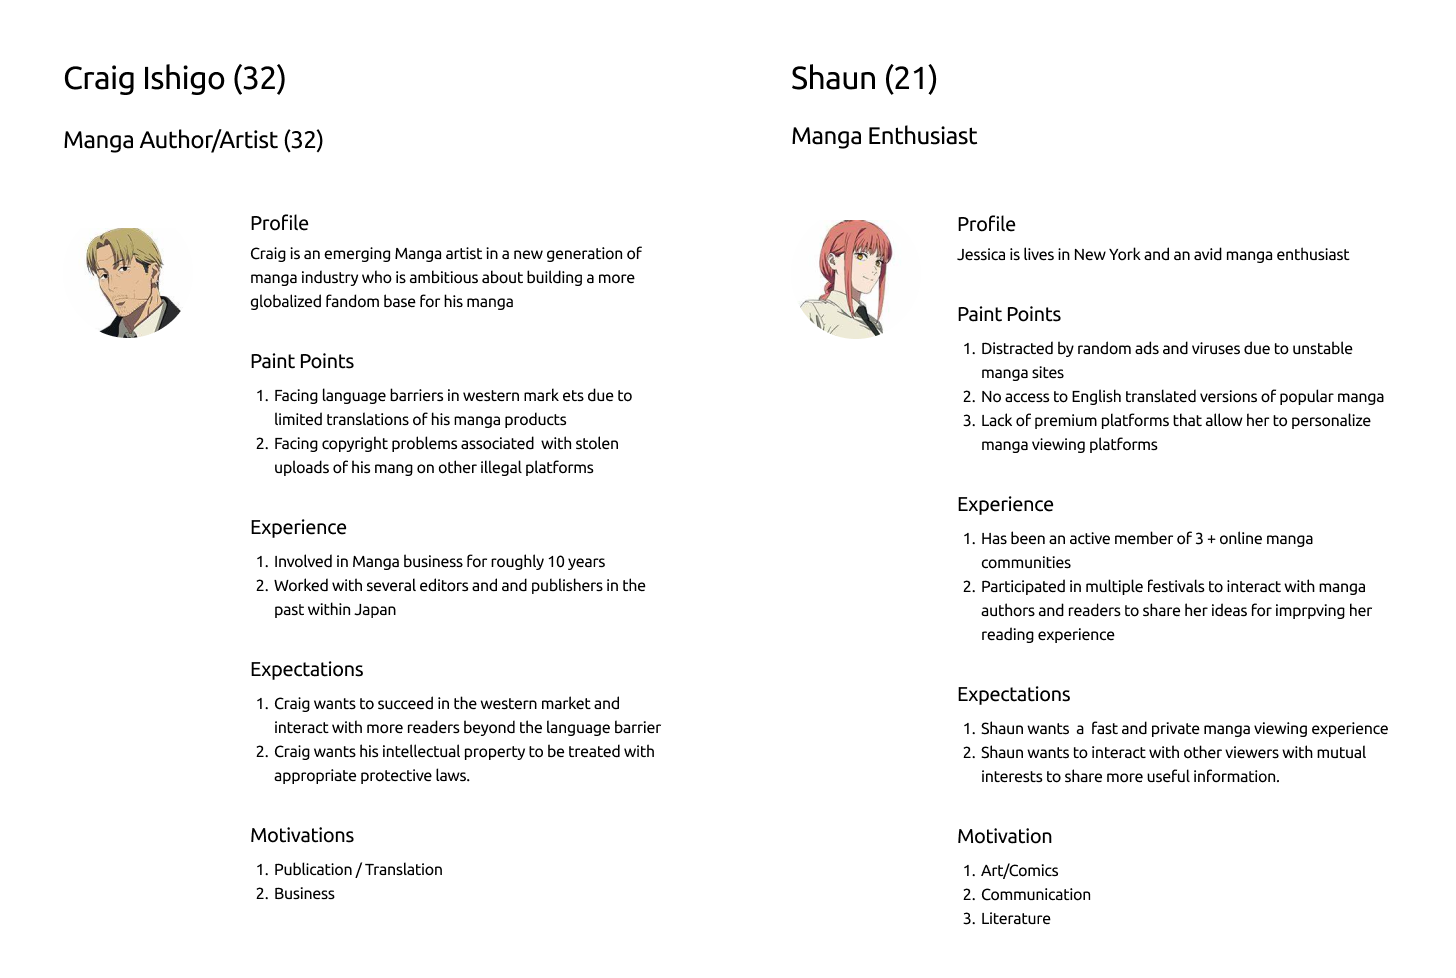 Craig Ishigo (32)
Manga Author/Artist (32)
Profile
Craig is an emerging Manga artist in a new generation of
manga industry who is ambitious about building a more
globalized fandom base for his manga
Paint Points
1. Facing language barriers in western mark ets due to
limited translations of his manga products
2. Facing copyright problems associated  with stolen
uploads of his mang on other illegal platforms
Experience
1. Involved in Manga business for roughly 10 years
2. Worked with several editors and and publishers in the
past within Japan
Expectations
1. Craig wants to succeed in the western market and
interact with more readers beyond the language barrier
2. Craig wants his intellectual property to be treated with
appropriate protective laws.
Motivations
1. Publication / Translation
2. Business
Shaun (21)
Manga Enthusiast
Profile
Jessica is lives in New York and an avid manga enthusiast
Paint Points
1. Distracted by random ads and viruses due to unstable
manga sites
2. No access to English translated versions of popular manga
3. Lack of premium platforms that allow her to personalize
manga viewing platforms
Experience
1. Has been an active member of 3 + online manga
communities
2. Participated in multiple festivals to interact with manga
authors and readers to share her ideas for imprpving her
reading experience
Expectations
1. Shaun wants  a  fast and private manga viewing experience
2. Shaun wants to interact with other viewers with mutual
interests to share more useful information.
Motivation
1. Art/Comics
2. Communication
3. Literature